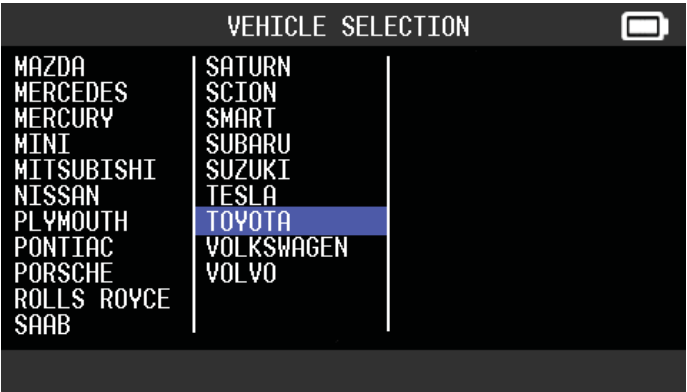 VEHICLE SELECTION
MAZDA
MERCEDES
MERCURY
MINI
MITSUBISHI
NISSAN
PLYMOUTH
PONTIAC
PORSCHE
ROLLS ROYCE
SAAB
SATURN
SCION
SMART
SUBARU
SUZUKI
TESLA
TOYOTA
VOLKSWAGEN
VOLVO